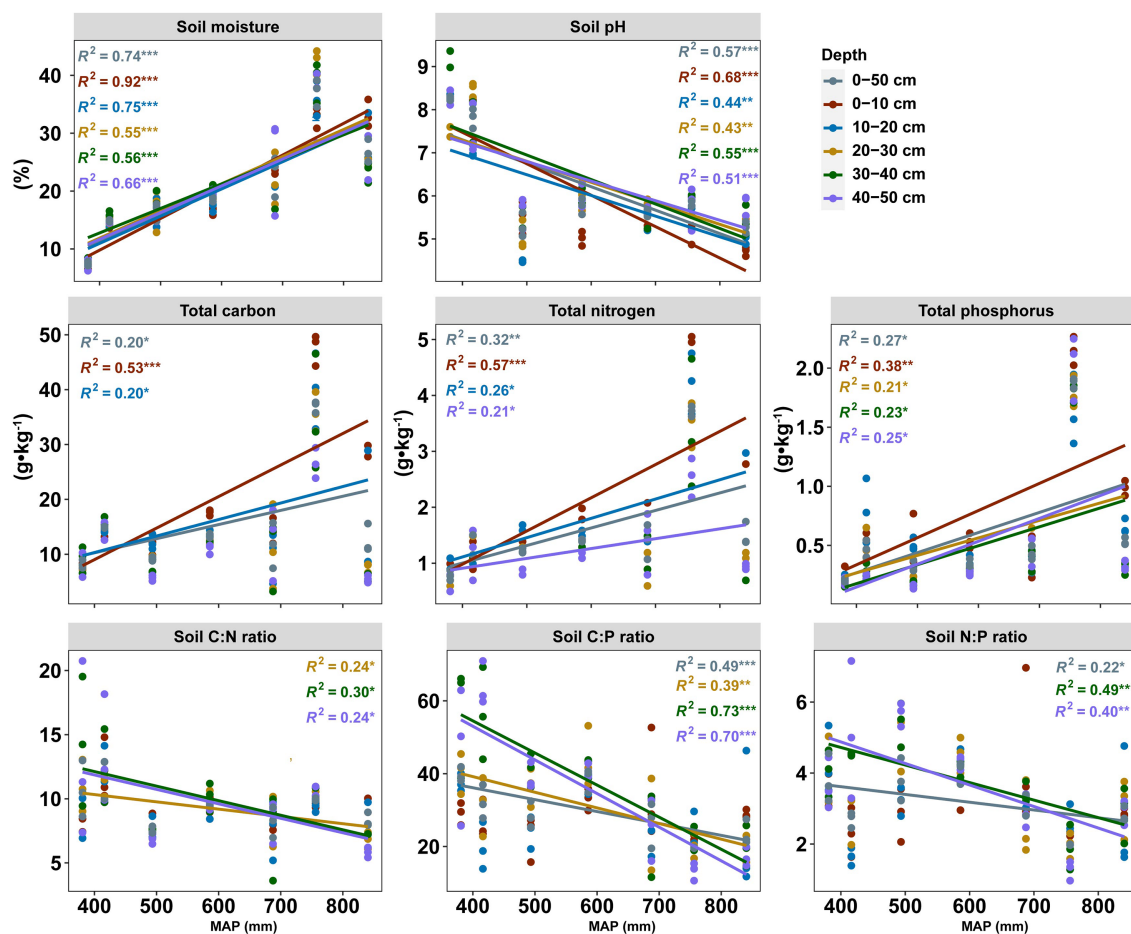 Soil moisture
(%)
40
30
20
10
R² = 0.74***
R² = 0.92***
R² = 0.75***
R² = 0.55***
R² = 0.56***
R² = 0.66***
Soil pH
9
8
7
6
5
R² = 0.57***
R² = 0.68***
R² = 0.44**
R² = 0.43**
R² = 0.55***
R² = 0.51***
Depth
0−50 cm
0−10 cm
10−20 cm
20−30 cm
30−40 cm
40−50 cm
Total carbon
(g•kg⁻¹)
50
40
30
20
10
R² = 0.20*
R² = 0.53***
R² = 0.20*
Total nitrogen
(g•kg⁻¹)
5
4
3
2
1
R² = 0.32**
R² = 0.57***
R² = 0.26*
R² = 0.21*
Total phosphorus
(g•kg⁻¹)
2.0
1.5
1.0
0.5
R² = 0.27*
R² = 0.38**
R² = 0.21*
R² = 0.23*
R² = 0.25*
Soil C:N ratio
20
15
10
5
R² = 0.24*
R² = 0.30*
R² = 0.24*
400 500 600 700 800
MAP (mm)
Soil C:P ratio
60
40
20
R² = 0.49***
R² = 0.39**
R² = 0.73***
R² = 0.70***
400 500 600 700 800
MAP (mm)
Soil N:P ratio
6
4
2
R² = 0.22*
R² = 0.49***
R² = 0.40**
400 500 600 700 800
MAP (mm)